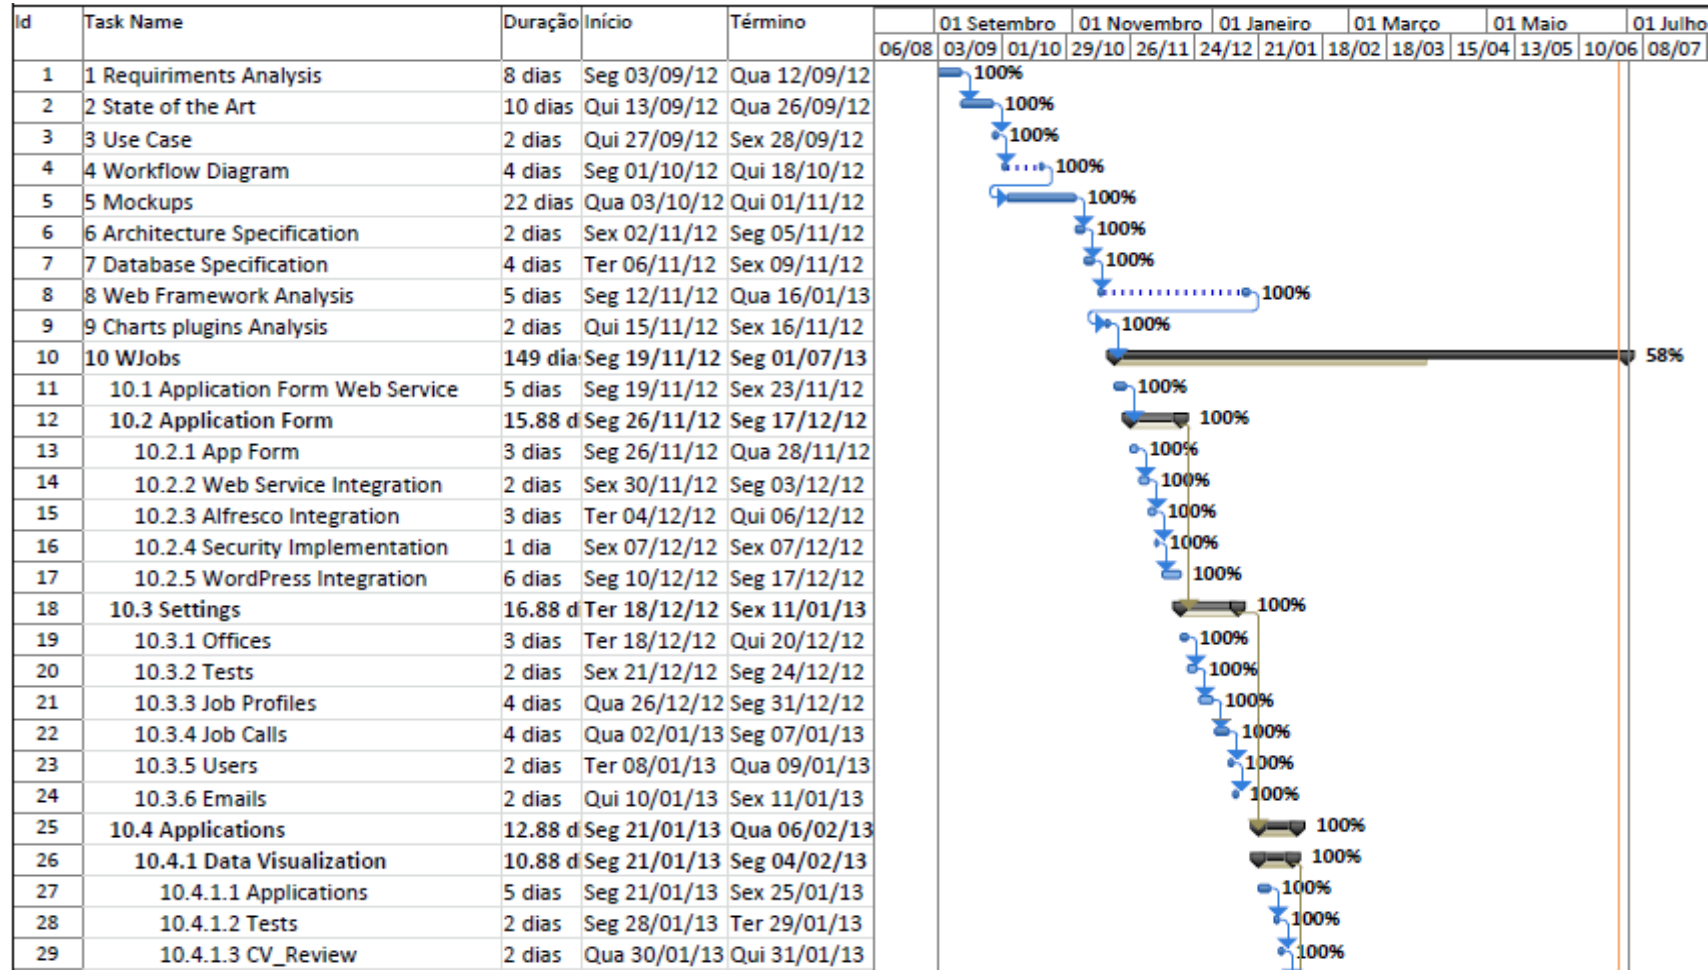 Id Task Name Duração Início Término 01 Setembro 01 Novembro 01 Janeiro 01 Março 01 Maio 01 Julho
06/08 03/09 01/10 29/10 26/11 24/12 21/01 18/02 18/03 15/04 13/05 10/06 08/07
1 1 Requiriments Analysis 8 dias Seg 03/09/12 Qua 12/09/12 100%
2 2 State of the Art 10 dias Qui 13/09/12 Qua 26/09/12 100%
3 3 Use Case 2 dias Qui 27/09/12 Sex 28/09/12 100%
4 4 Workflow Diagram 4 dias Seg 01/10/12 Qui 18/10/12 100%
5 5 Mockups 22 dias Qua 03/10/12 Qui 01/11/12 100%
6 6 Architecture Specification 2 dias Sex 02/11/12 Seg 05/11/12 100%
7 7 Database Specification 4 dias Ter 06/11/12 Sex 09/11/12 100%
8 8 Web Framework Analysis 5 dias Seg 12/11/12 Qua 16/01/13 100%
9 9 Charts plugins Analysis 2 dias Qui 15/11/12 Sex 16/11/12 100%
10 10 WJobs 149 dia Seg 19/11/12 Seg 01/07/13 58%
11 10.1 Application Form Web Service 5 dias Seg 19/11/12 Sex 23/11/12 100%
12 10.2 Application Form 15.88 d Seg 26/11/12 Seg 17/12/12 100%
13 10.2.1 App Form 3 dias Seg 26/11/12 Qua 28/11/12 100%
14 10.2.2 Web Service Integration 2 dias Sex 30/11/12 Seg 03/12/12 100%
15 10.2.3 Alfresco Integration 3 dias Ter 04/12/12 Qui 06/12/12 100%
16 10.2.4 Security Implementation 1 dia Sex 07/12/12 Sex 07/12/12 100%
17 10.2.5 WordPress Integration 6 dias Seg 10/12/12 Seg 17/12/12 100%
18 10.3 Settings 16.88 d Ter 18/12/12 Sex 11/01/13 100%
19 10.3.1 Offices 3 dias Ter 18/12/12 Qui 20/12/12 100%
20 10.3.2 Tests 2 dias Sex 21/12/12 Seg 24/12/12 100%
21 10.3.3 Job Profiles 4 dias Qua 26/12/12 Seg 31/12/12 100%
22 10.3.4 Job Calls 4 dias Qua 02/01/13 Seg 07/01/13 100%
23 10.3.5 Users 2 dias Ter 08/01/13 Qua 09/01/13 100%
24 10.3.6 Emails 2 dias Qui 10/01/13 Sex 11/01/13 100%
25 10.4 Applications 12.88 d Seg 21/01/13 Qua 06/02/13 100%
26 10.4.1 Data Visualization 10.88 d Seg 21/01/13 Seg 04/02/13 100%
27 10.4.1.1 Applications 5 dias Seg 21/01/13 Sex 25/01/13 100%
28 10.4.1.2 Tests 2 dias Seg 28/01/13 Ter 29/01/13 100%
29 10.4.1.3 CV_Review 2 dias Qua 30/01/13 Qui 31/01/13 100%